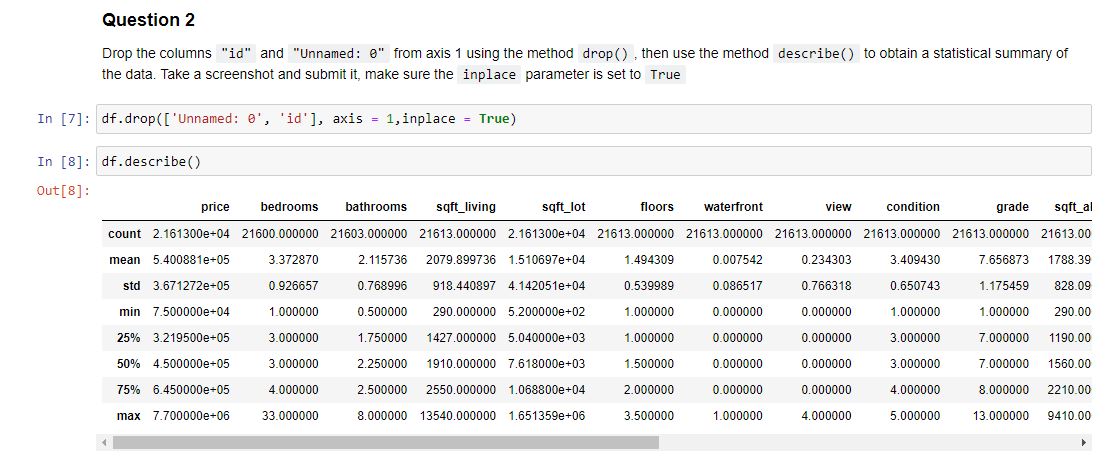 Question 2
Drop the columns "id" and "Unnamed: 0" from axis 1 using the method drop() , then use the method describe() to obtain a statistical summary of
the data. Take a screenshot and submit it, make sure the inplace parameter is set to True
In [7]: df.drop(['Unnamed: 0', 'id'], axis = 1,inplace = True)
In [8]: df.describe()
Out[8]:
price bedrooms bathrooms sqft_living sqft_lot floors waterfront view condition grade sqft_al
count 2.161300e+04 21600.000000 21603.000000 21613.000000 2.161300e+04 21613.000000 21613.000000 21613.000000 21613.000000 21613.000000 21613.00
mean 5.400881e+05 3.372870 2.115736 2079.899736 1.510697e+04 1.494309 0.007542 0.234303 3.409430 7.656873 1788.39
std 3.671272e+05 0.926657 0.768996 918.440897 4.142051e+04 0.539989 0.086517 0.766318 0.650743 1.175459 828.09
min 7.500000e+04 1.000000 0.500000 290.000000 5.200000e+02 1.000000 0.000000 0.000000 1.000000 1.000000 290.00
25% 3.219500e+05 3.000000 1.750000 1427.000000 5.040000e+03 1.000000 0.000000 0.000000 3.000000 7.000000 1190.00
50% 4.500000e+05 3.000000 2.250000 1910.000000 7.618000e+03 1.500000 0.000000 0.000000 3.000000 7.000000 1560.00
75% 6.450000e+05 4.000000 2.500000 2550.000000 1.068800e+04 2.000000 0.000000 0.000000 4.000000 8.000000 2210.00
max 7.700000e+06 33.000000 8.000000 13540.000000 1.651359e+06 3.500000 1.000000 4.000000 5.000000 13.000000 9410.00